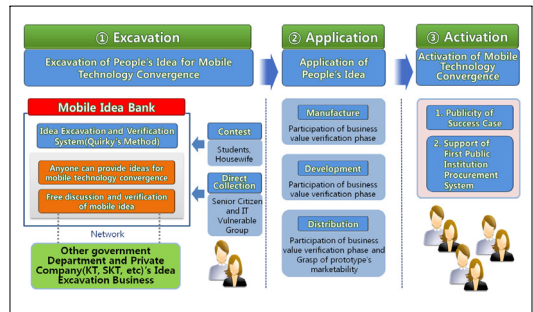 ① Excavation
Excavation of People's Idea for Mobile
Technology Convergence
② Application
Application of
People's Idea
③ Activation
Activation of Mobile
Technology
Convergence
Mobile Idea Bank
Idea Excavation and Verification
System(Quirky's Method)
Anyone can provide ideas for
mobile technology convergence
Free discussion and verification
of mobile idea
Network
Other government
Department and Private
Company(KT, SKT, etc)'s Idea
Excavation Business
Contest
Students,
Housewife
Direct
Collection
Senior Citizen
and IT
Vulnerable
Group
Manufacture
Participation of business
value verification phase
Development
Participation of business
value verification phase
Distribution
Participation of business
value verification phase and
Grasp of prototype's
marketability
1. Publicity of
Success Case
2. Support of
First Public
Institution
Procurement
System